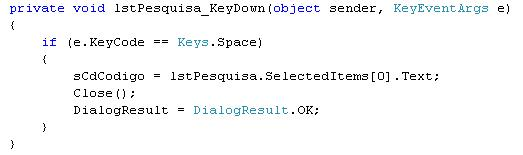 private void lstPesquisa_KeyDown(object sender, KeyEventArgs e)
{
    if (e.KeyCode == Keys.Space)
    {
        sCdCodigo = lstPesquisa.SelectedItems[0].Text;
        Close();
        DialogResult = DialogResult.OK;
    }
}